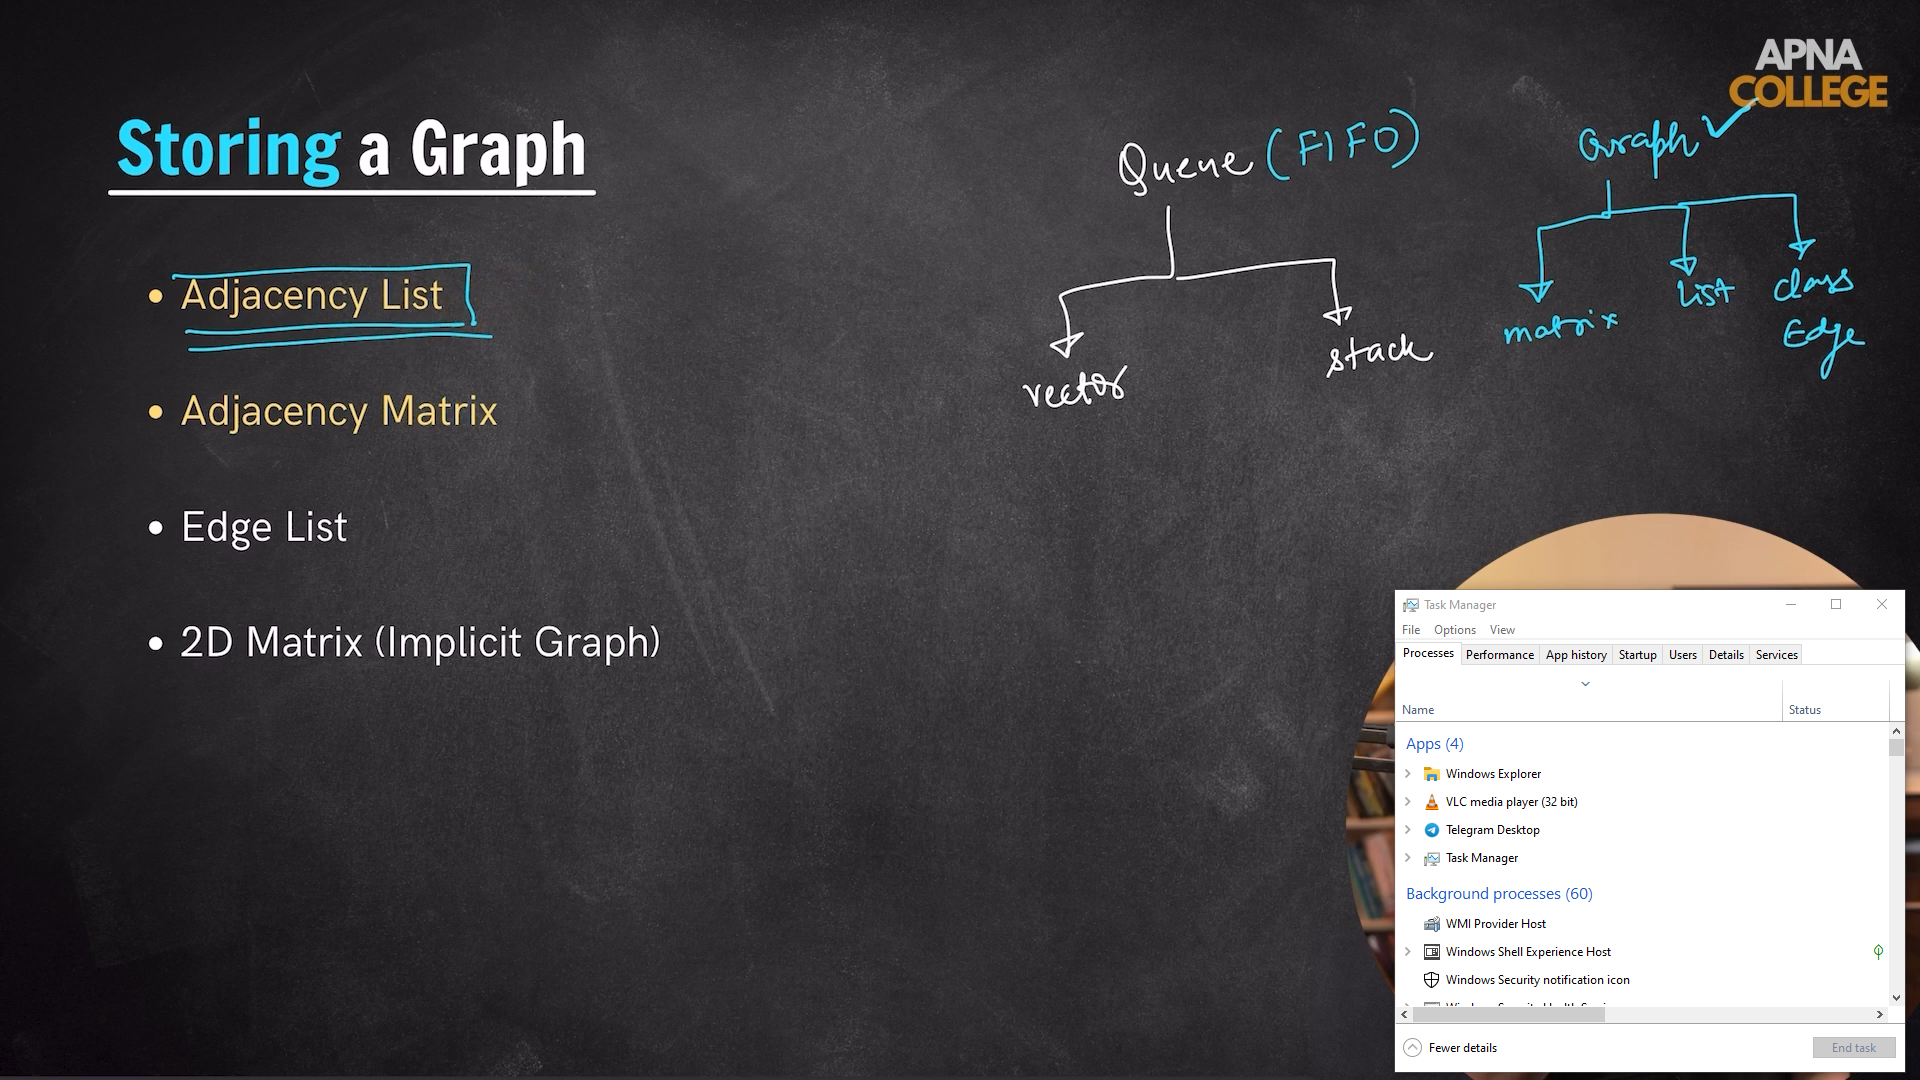 APNA
COLLEGE
Storing a Graph
Queue (FIFO)
Graph
Adjacency List
vector
stack
matrix
List
class
Edge
Adjacency Matrix
Edge List
2D Matrix (Implicit Graph)
Task Manager
File Options View
Processes Performance App history Startup Users Details Services
Name Status
Apps (4)
Windows Explorer
VLC media player (32 bit)
Telegram Desktop
Task Manager
Background processes (60)
WMI Provider Host
Windows Shell Experience Host
Windows Security notification icon
Fewer details End task